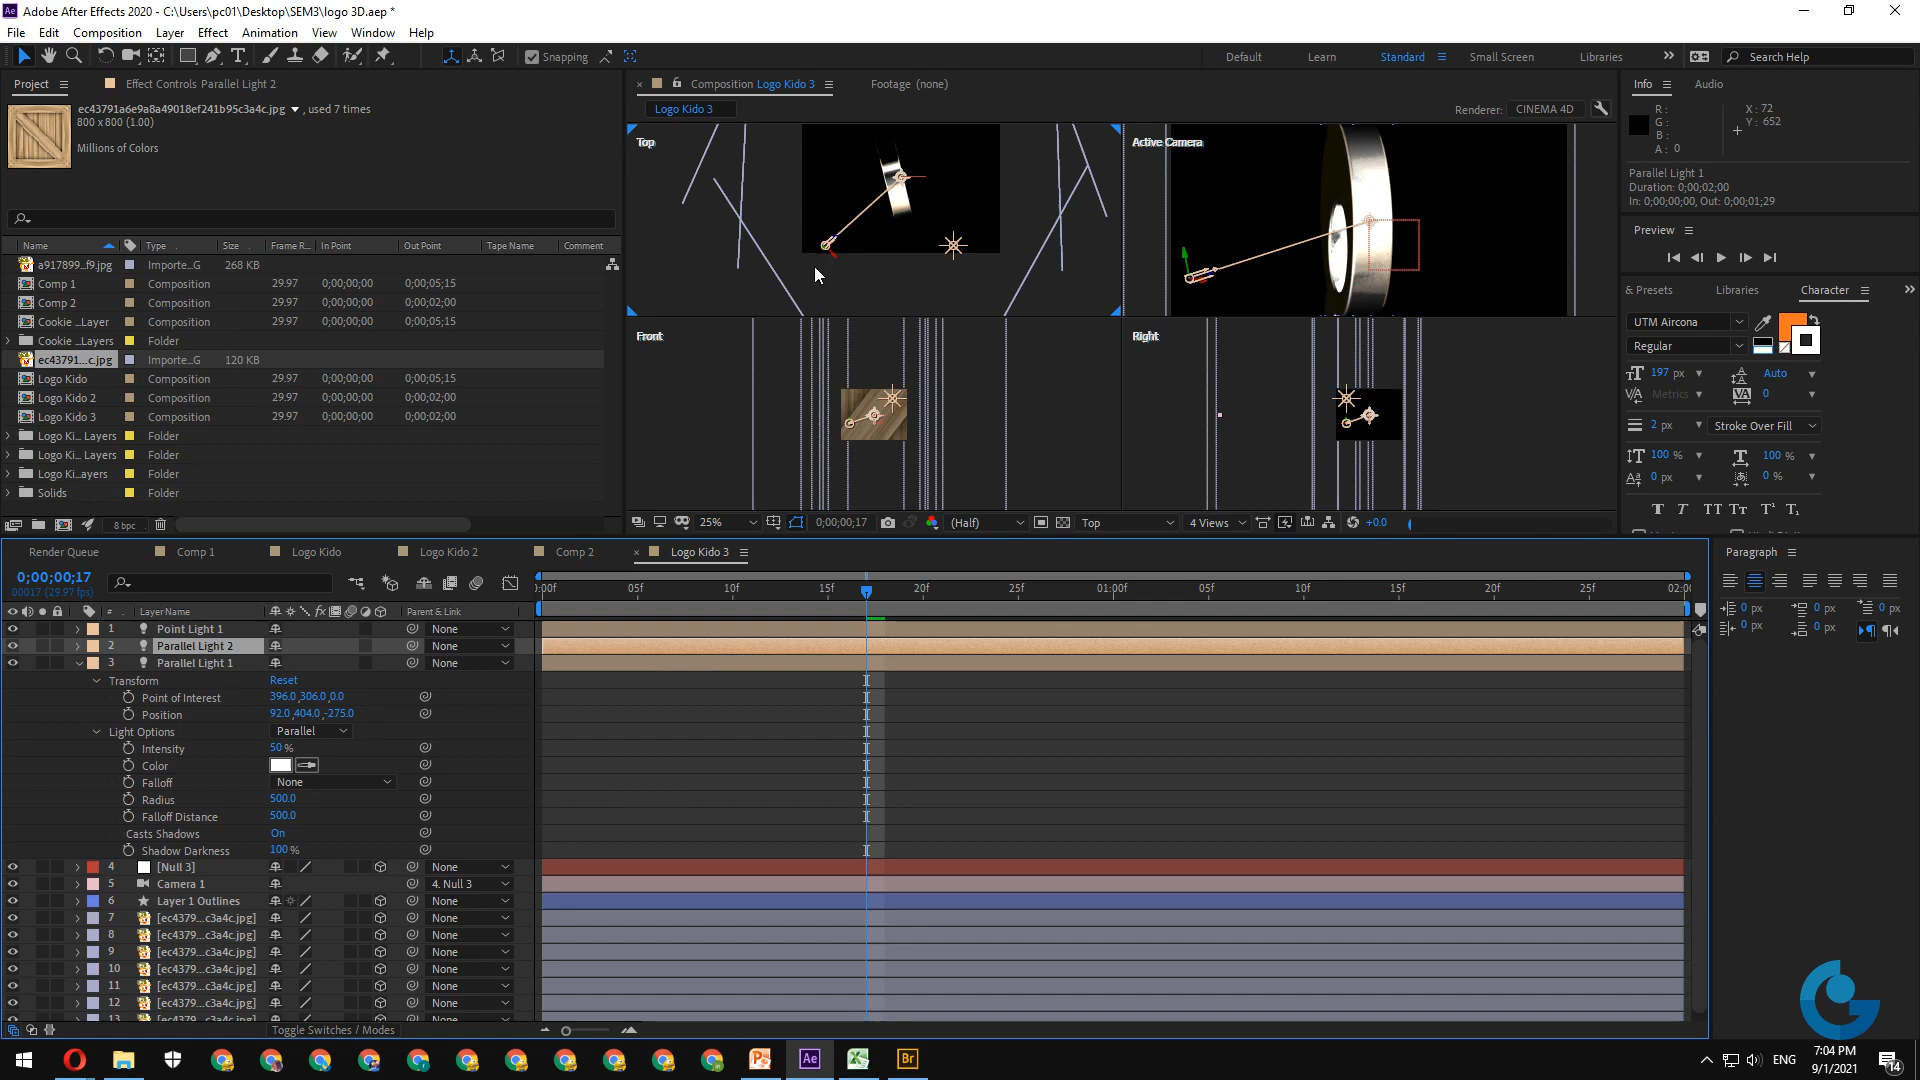 Adobe After Effects 2020 - C:\Users\pc01\Desktop\SEM3\logo 3D.aep *
File Edit Composition Layer Effect Animation View Window Help
Snapping
Default Learn Standard Small Screen Libraries Search Help
Project Effect Controls Parallel Light 2
ec43791a6e9a8a49018ef241b95c3a4c.jpg , used 7 times
800 x 800 (1.00)
Millions of Colors
Name Type Size Frame R... In Point Out Point Tape Name Comment
a917899...f9.jpg Importe...G 268 KB
Comp 1 Composition 29.97 0;00;00;00 0;00;05;15
Comp 2 Composition 29.97 0;00;00;00 0;00;02;00
Cookie ...Layer Composition 29.97 0;00;00;00 0;00;05;15
Cookie ...Layers Folder
ec43791...c.jpg Importe...G 120 KB
Logo Kido Composition 29.97 0;00;00;00 0;00;05;15
Logo Kido 2 Composition 29.97 0;00;00;00 0;00;02;00
Logo Kido 3 Composition 29.97 0;00;00;00 0;00;02;00
Logo Ki... Layers Folder
Logo Ki... Layers Folder
Logo Ki...ayers Folder
Solids Folder
8 bpc
Composition Logo Kido 3 Footage (none)
Logo Kido 3
Renderer: CINEMA 4D
Top
Active Camera
Front
Right
25% 0;00;00;17 (Half) Top 4 Views +0.0
Info Audio
R :
G :
B :
A : 0
X : 72
Y : 652
Parallel Light 1
Duration: 0;00;02;00
In: 0;00;00;00, Out: 0;00;01;29
Preview
& Presets Libraries Character
UTM Aircona
Regular
197 px Auto
Metrics 0
2 px Stroke Over Fill
100 % 100 %
0 px 0 %
T T TT Tt T¹ T₁
Render Queue Comp 1 Logo Kido Logo Kido 2 Comp 2 Logo Kido 3
0;00;00;17
00017 (29.97 fps)
:00f 05f 10f 15f 20f 25f 01:00f 05f 10f 15f 20f 25f 02:00
# Layer Name Parent & Link
1 Point Light 1 None
2 Parallel Light 2 None
3 Parallel Light 1 None
Transform Reset
Point of Interest 396.0,306.0,0.0
Position 92.0,404.0,-275.0
Light Options Parallel
Intensity 50 %
Color
Falloff None
Radius 500.0
Falloff Distance 500.0
Casts Shadows On
Shadow Darkness 100 %
4 [Null 3] None
5 Camera 1 4. Null 3
6 Layer 1 Outlines None
7 [ec4379...c3a4c.jpg] None
8 [ec4379...c3a4c.jpg] None
9 [ec4379...c3a4c.jpg] None
10 [ec4379...c3a4c.jpg] None
11 [ec4379...c3a4c.jpg] None
12 [ec4379...c3a4c.jpg] None
13 [ec4379...c3a4c.jpg] None
Toggle Switches / Modes
Paragraph
0 px 0 px 0 px
0 px 0 px
ENG
7:04 PM
9/1/2021
14